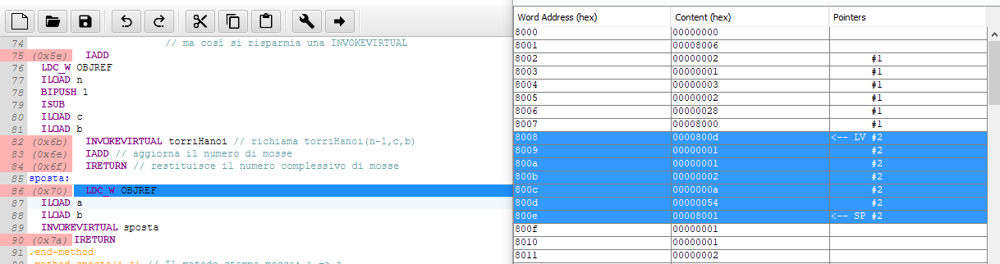 74 // ma così si risparmia una INVOKEVIRTUAL
75 (0x5e) IADD
76 LDC_W OBJREF
77 ILOAD n
78 BIPUSH 1
79 ISUB
80 ILOAD c
81 ILOAD b
82 (0x6b) INVOKEVIRTUAL torriHanoi // richiama torriHanoi(n-1,c,b)
83 (0x6e) IADD // aggiorna il numero di mosse
84 (0x6f) IRETURN // restituisce il numero complessivo di mosse
85 sposta:
86 (0x70) LDC_W OBJREF
87 ILOAD a
88 ILOAD b
89 INVOKEVIRTUAL sposta
90 (0x7a) IRETURN
91 .end-method
Word Address (hex) Content (hex) Pointers
8000 00000000
8001 00008006
8002 00000002 #1
8003 00000001 #1
8004 00000003 #1
8005 00000002 #1
8006 00000028 #1
8007 00008000 #1
8008 0000800d <-- LV #2
8009 00000001 #2
800a 00000001 #2
800b 00000002 #2
800c 0000000a #2
800d 00000054 #2
800e 00008001 <-- SP #2
800f 00000001
8010 00000001
8011 00000002